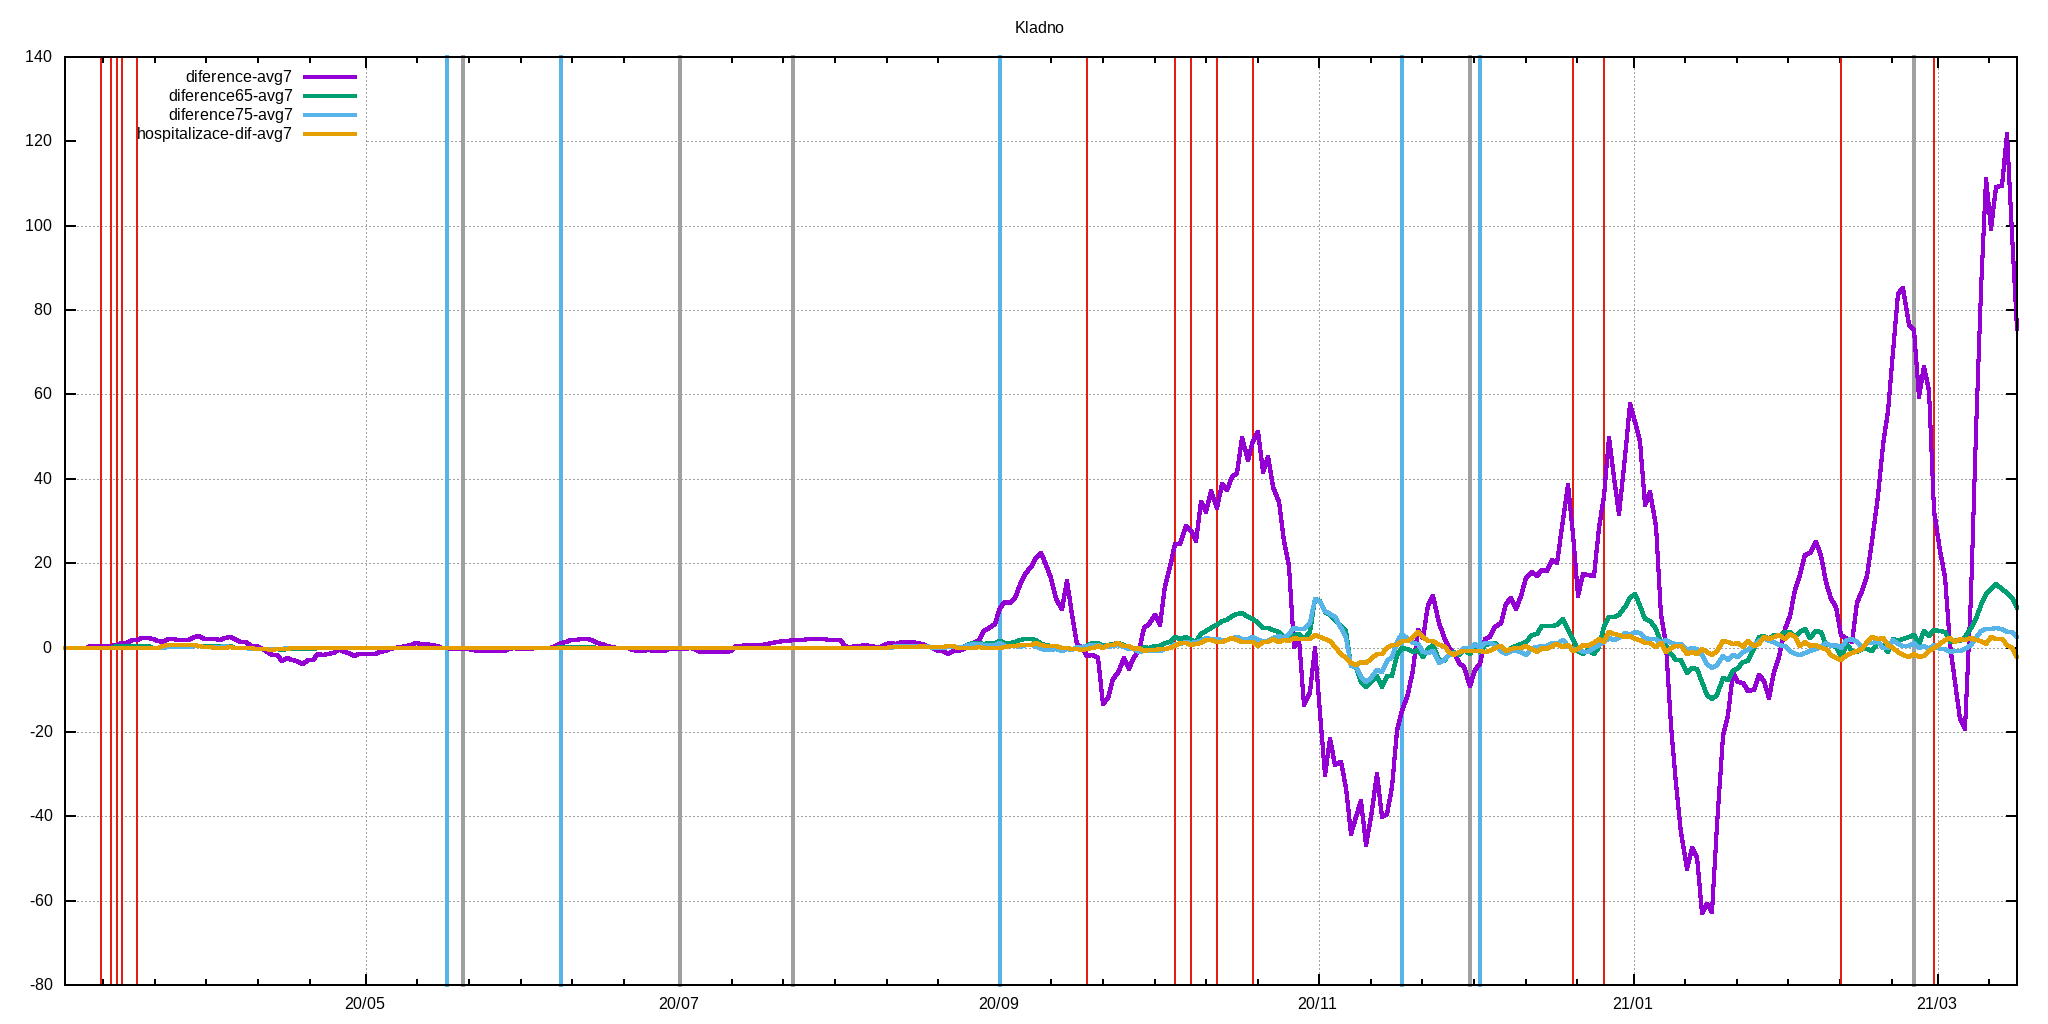 Kladno
diference-avg7
diference65-avg7
diference75-avg7
hospitalizace-dif-avg7
140
120
100
80
60
40
20
0
-20
-40
-60
-80
20/05 20/07 20/09 20/11 21/01 21/03